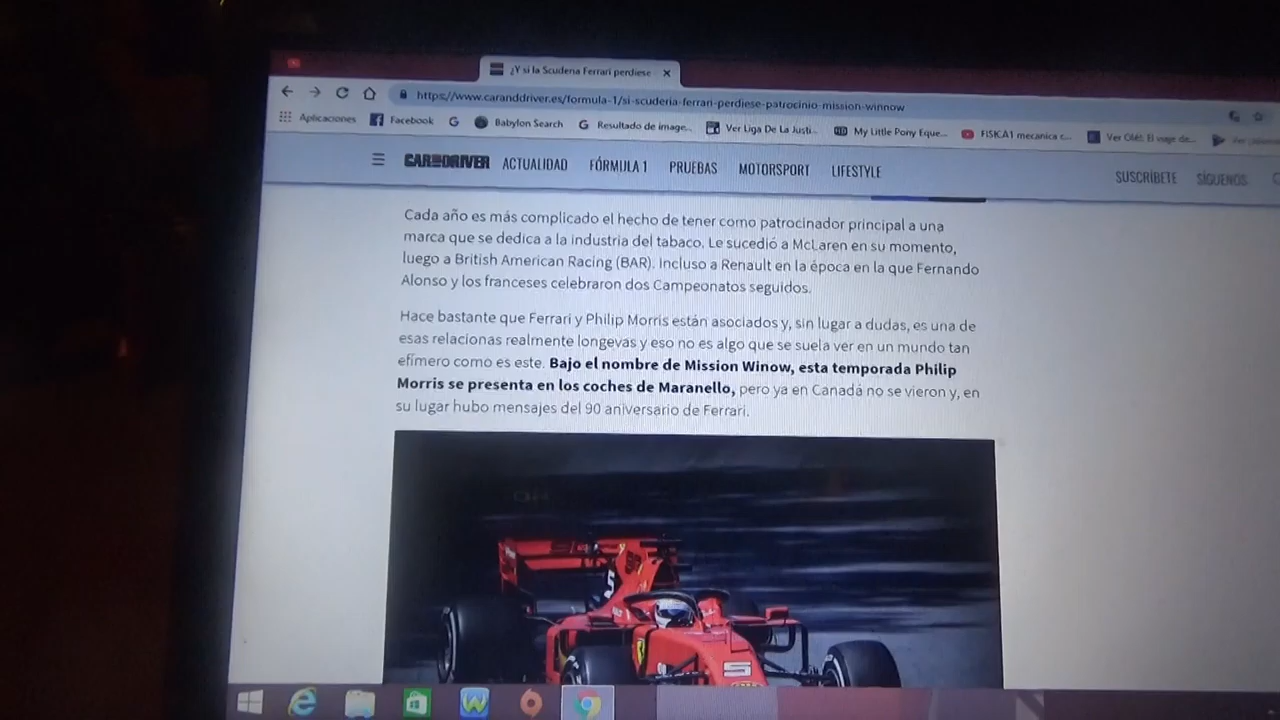 ¿Y si la Scuderia Ferrari perdiese
https://www.caranddriver.es/formula-1/si-scuderia-ferrari-perdiese-patrocinio-mission-winnow
Aplicaciones Facebook Babylon Search Resultado de image... Ver Liga De La Justi... My Little Pony Eque... FISICA1 mecanica c...
CAR AND DRIVER ACTUALIDAD FÓRMULA 1 PRUEBAS MOTORSPORT LIFESTYLE SUSCRÍBETE SÍGUENOS
Cada año es más complicado el hecho de tener como patrocinador principal a una
marca que se dedica a la industria del tabaco. Le sucedió a McLaren en su momento,
luego a British American Racing (BAR). Incluso a Renault en la época en la que Fernando
Alonso y los franceses celebraron dos Campeonatos seguidos.
Hace bastante que Ferrari y Philip Morris están asociados y, sin lugar a dudas, es una de
esas relacionas realmente longevas y eso no es algo que se suela ver en un mundo tan
efímero como es este. Bajo el nombre de Mission Winow, esta temporada Philip
Morris se presenta en los coches de Maranello, pero ya en Canadá no se vieron y, en
su lugar hubo mensajes del 90 aniversario de Ferrari.
5